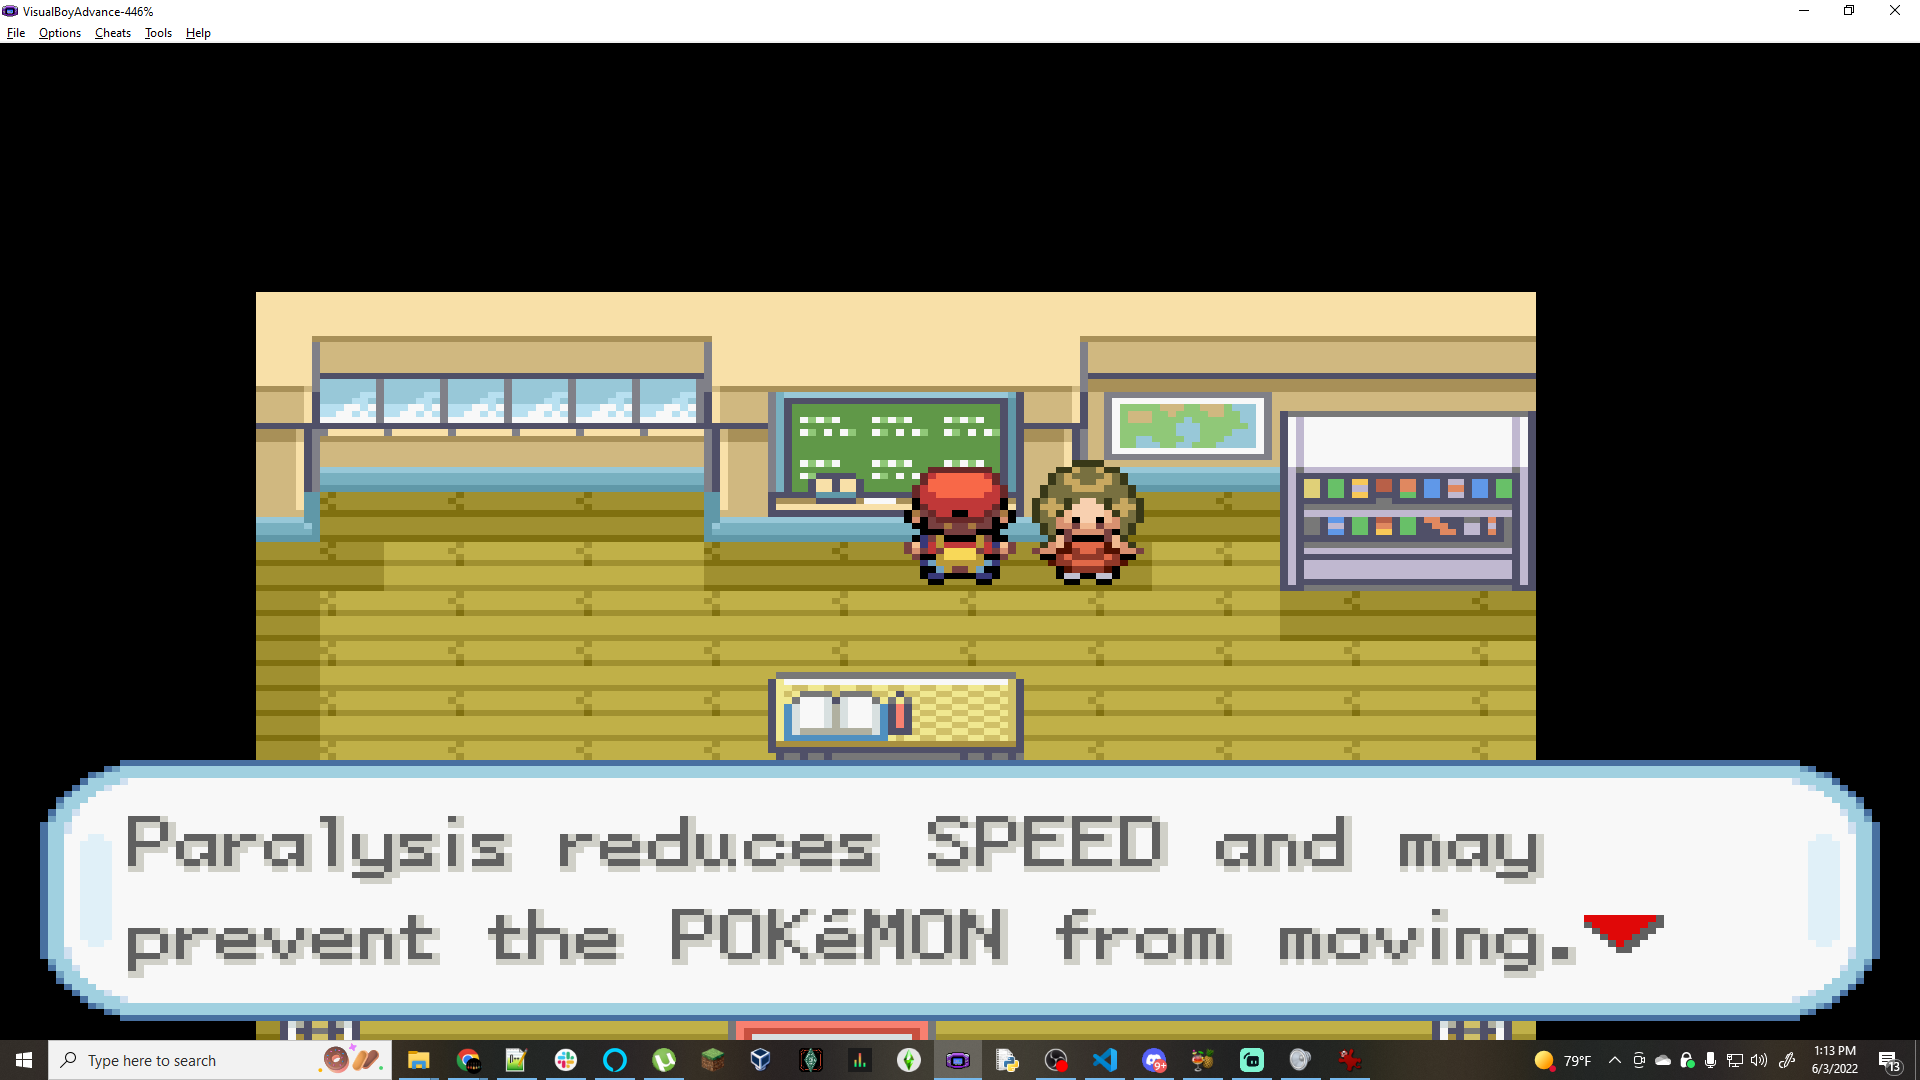 VisualBoyAdvance-446%
File Options Cheats Tools Help
Paralysis reduces SPEED and may
prevent the POKéMON from moving.
Type here to search
9+
79°F
1:13 PM
6/3/2022
13